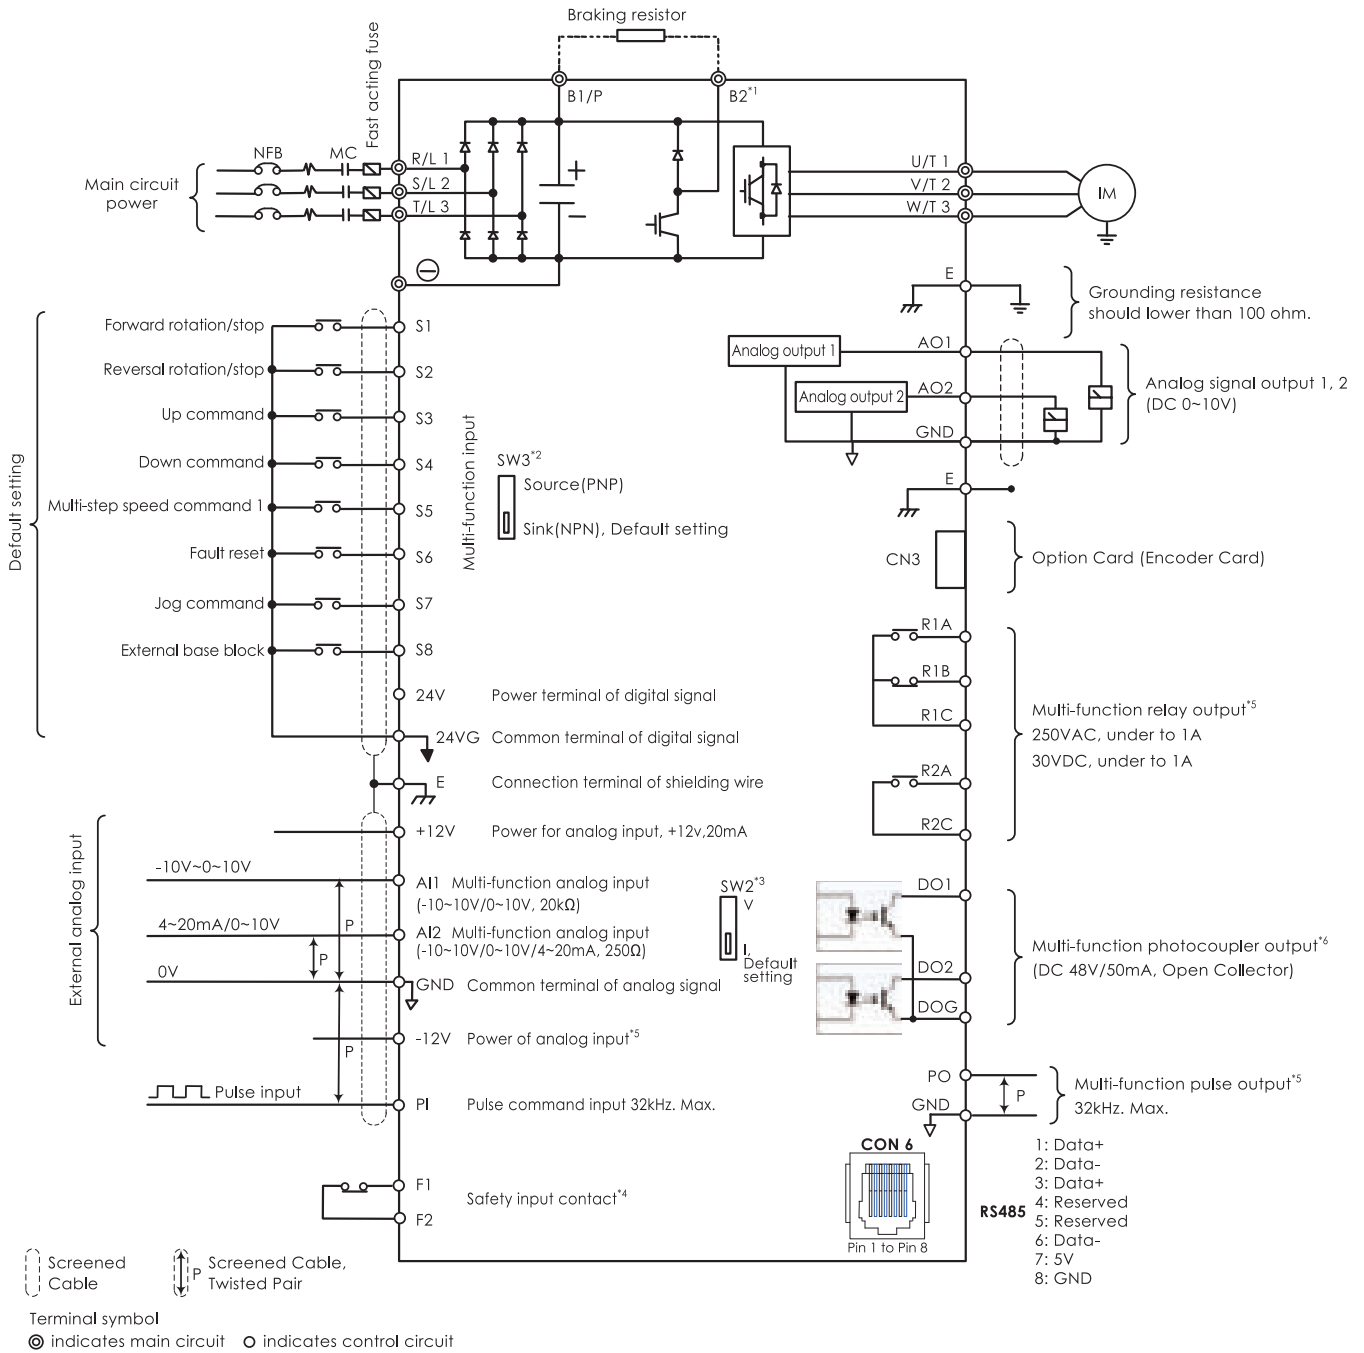 Braking resistor
Fast acting fuse
B1/P
B2*1
NFB
MC
Main circuit
power
R/L 1
S/L 2
T/L 3
U/T 1
V/T 2
W/T 3
IM
E
Grounding resistance
should lower than 100 ohm.
Default setting
Forward rotation/stop
S1
Reversal rotation/stop
S2
Up command
S3
Down command
S4
Multi-step speed command 1
S5
Fault reset
S6
Jog command
S7
External base block
S8
Multi-function input
SW3*2
Source(PNP)
Sink(NPN), Default setting
24V
Power terminal of digital signal
24VG
Common terminal of digital signal
E
Connection terminal of shielding wire
Analog output 1
AO1
Analog output 2
AO2
GND
Analog signal output 1, 2
(DC 0~10V)
E
CN3
Option Card (Encoder Card)
R1A
R1B
R1C
R2A
R2C
Multi-function relay output*5
250VAC, under to 1A
30VDC, under to 1A
External analog input
+12V
Power for analog input, +12v,20mA
-10V~0~10V
AI1 Multi-function analog input
(-10~10V/0~10V, 20kΩ)
4~20mA/0~10V
P
AI2 Multi-function analog input
(-10~10V/0~10V/4~20mA, 250Ω)
P
0V
GND
Common terminal of analog signal
-12V
Power of analog input*5
P
Pulse input
PI
Pulse command input 32kHz. Max.
SW2*3
V
I,
Default
setting
DO1
DO2
DOG
Multi-function photocoupler output*6
(DC 48V/50mA, Open Collector)
PO
GND
P
Multi-function pulse output*5
32kHz. Max.
F1
F2
Safety input contact*4
CON 6
Pin 1 to Pin 8
RS485
1: Data+
2: Data-
3: Data+
4: Reserved
5: Reserved
6: Data-
7: 5V
8: GND
Screened
Cable
P
Screened Cable,
Twisted Pair
Terminal symbol
indicates main circuit
indicates control circuit